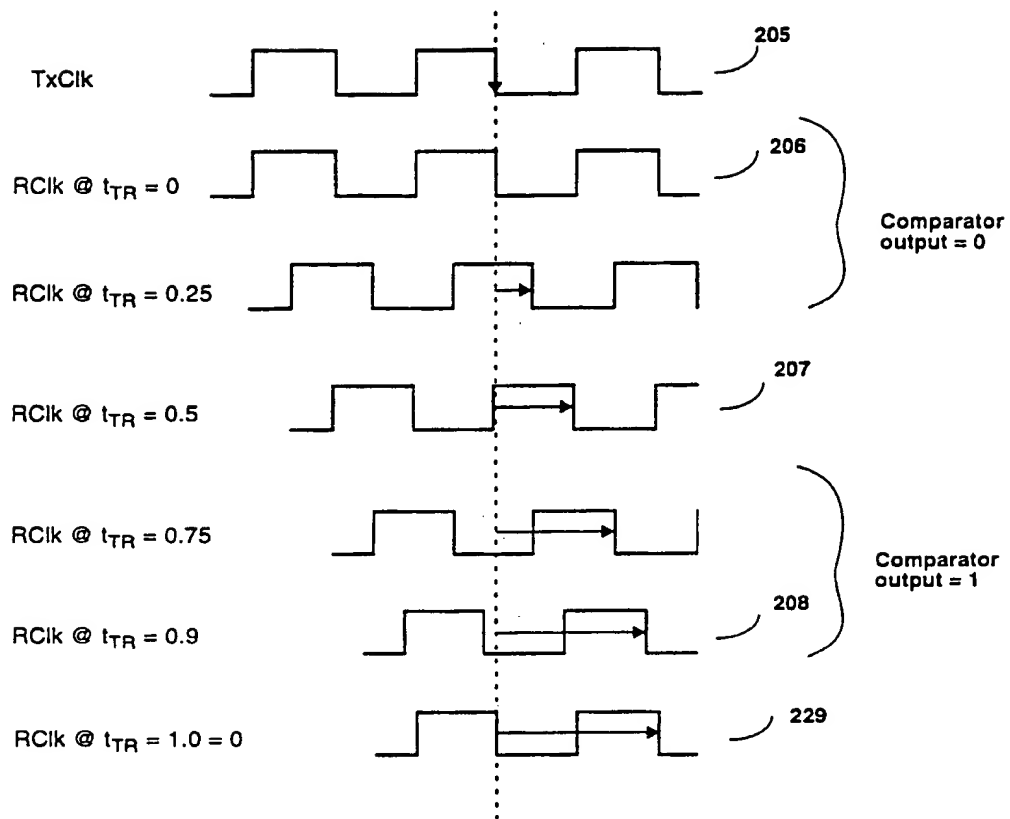 205
TxClk
206
RClk @ tTR = 0
Comparator
output = 0
RClk @ tTR = 0.25
207
RClk @ tTR = 0.5
RClk @ tTR = 0.75
Comparator
output = 1
208
RClk @ tTR = 0.9
229
RClk @ tTR = 1.0 = 0